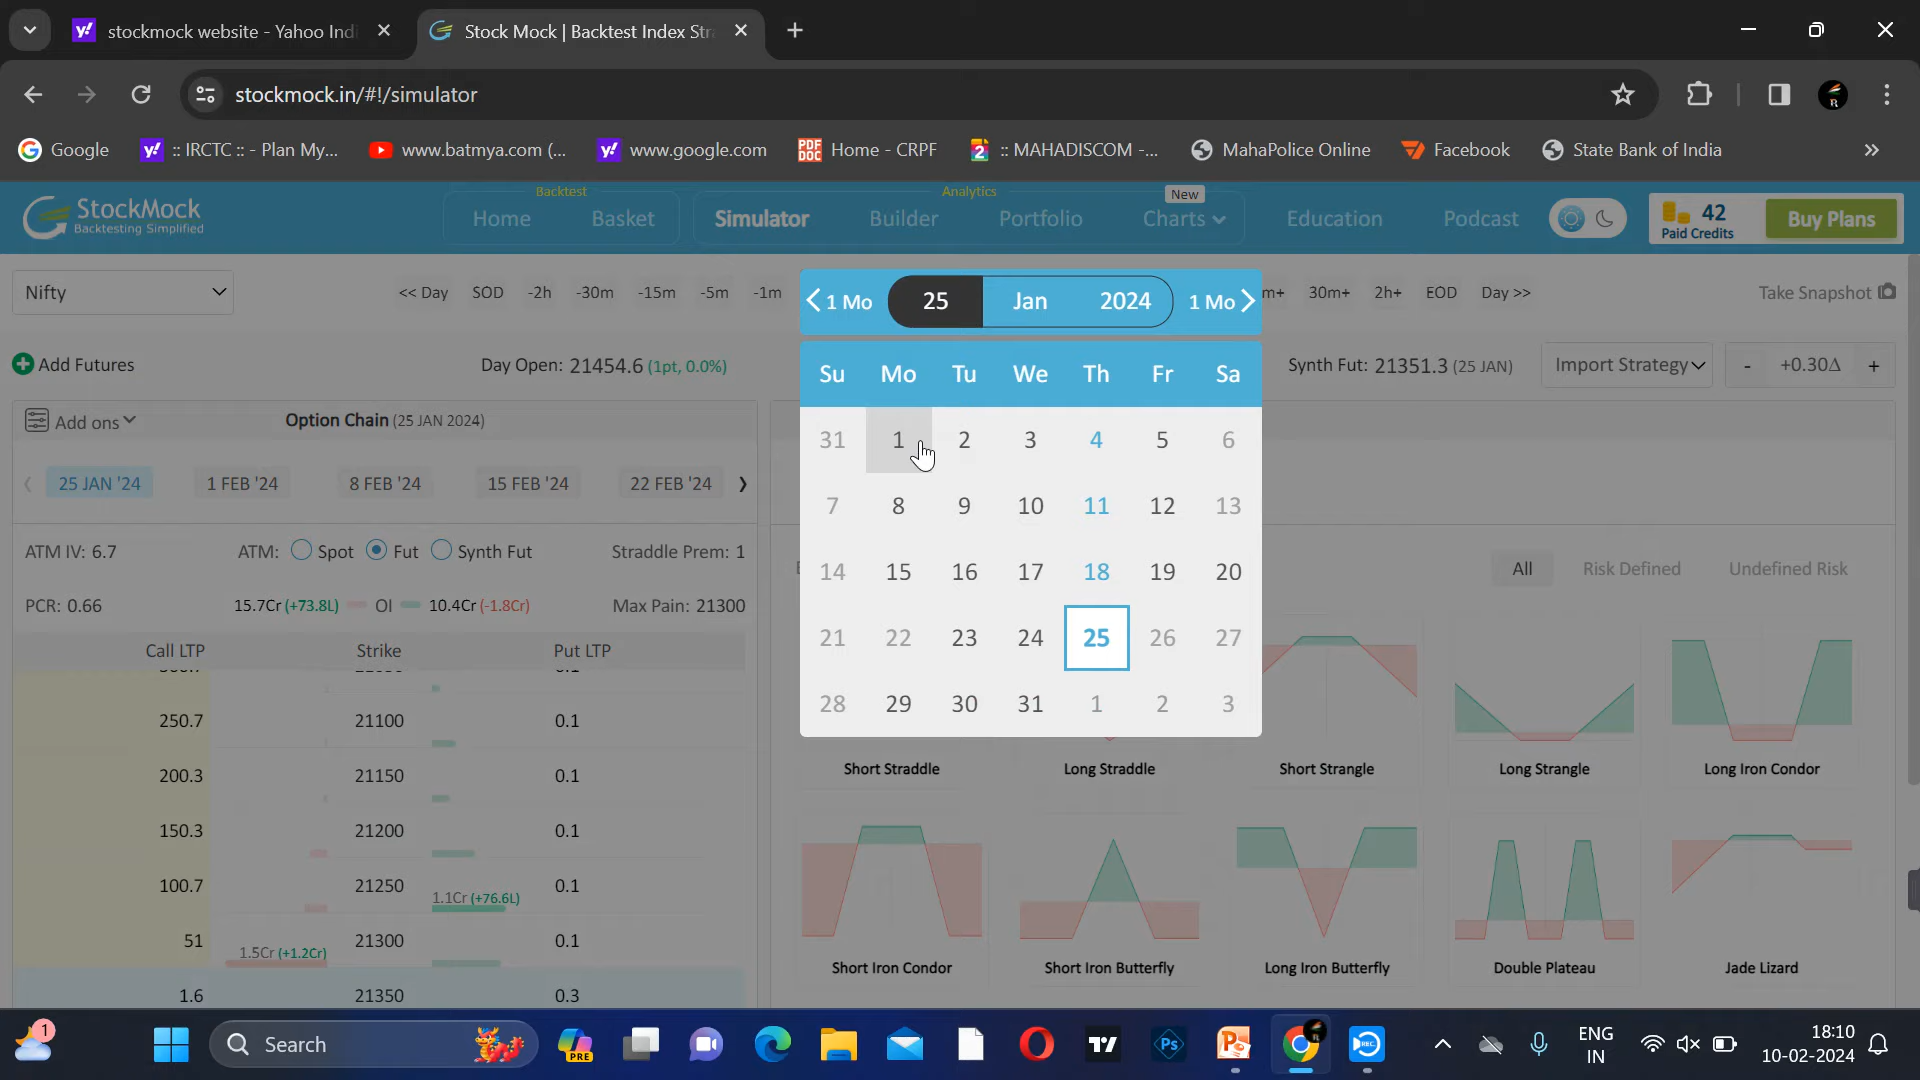 stockmock website - Yahoo Indi
Stock Mock | Backtest Index Stra
stockmock.in/#!/simulator
Google
:: IRCTC :: - Plan My...
www.batmya.com (...
www.google.com
PDF DOC Home - CRPF
:: MAHADISCOM -...
MahaPolice Online
Facebook
State Bank of India
StockMock
Backtesting Simplified
Backtest
Home
Basket
Analytics
Simulator
Builder
Portfolio
New
Charts
Education
Podcast
42
Paid Credits
Buy Plans
Nifty
<< Day SOD -2h -30m -15m -5m -1m
m+ 30m+ 2h+ EOD Day >>
Take Snapshot
1 Mo 25 Jan 2024 1 Mo
Add Futures
Day Open: 21454.6 (1pt, 0.0%)
Synth Fut: 21351.3 (25 JAN)
Import Strategy
- +0.30Δ +
Su Mo Tu We Th Fr Sa
31 1 2 3 4 5 6
7 8 9 10 11 12 13
14 15 16 17 18 19 20
21 22 23 24 25 26 27
28 29 30 31 1 2 3
Add ons
Option Chain (25 JAN 2024)
25 JAN '24 1 FEB '24 8 FEB '24 15 FEB '24 22 FEB '24
ATM IV: 6.7
ATM: Spot Fut Synth Fut
Straddle Prem: 1
PCR: 0.66
15.7Cr (+73.8L) OI 10.4Cr (-1.8Cr)
Max Pain: 21300
Call LTP Strike Put LTP
250.7 21100 0.1
200.3 21150 0.1
150.3 21200 0.1
100.7 21250 1.1Cr (+76.6L) 0.1
51 1.5Cr (+1.2Cr) 21300 0.1
1.6 21350 0.3
All Risk Defined Undefined Risk
Short Straddle
Long Straddle
Short Strangle
Long Strangle
Long Iron Condor
Short Iron Condor
Short Iron Butterfly
Long Iron Butterfly
Double Plateau
Jade Lizard
1
Search
PRE
Ps
REC
ENG
IN
18:10
10-02-2024